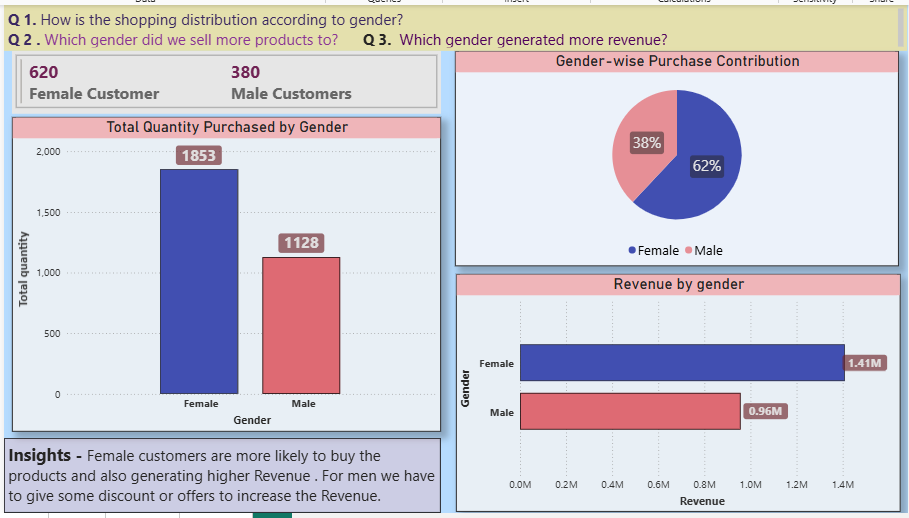 Q 1. How is the shopping distribution according to gender?
Q 2 . Which gender did we sell more products to? Q 3. Which gender generated more revenue?
620
Female Customer
380
Male Customers
Total Quantity Purchased by Gender
2,000
1,500
1,000
500
0
Total quantity
1853
1128
Female
Male
Gender
Gender-wise Purchase Contribution
38%
62%
Female
Male
Revenue by gender
Gender
Female
1.41M
Male
0.96M
0.0M 0.2M 0.4M 0.6M 0.8M 1.0M 1.2M 1.4M
Revenue
Insights - Female customers are more likely to buy the
products and also generating higher Revenue . For men we have
to give some discount or offers to increase the Revenue.